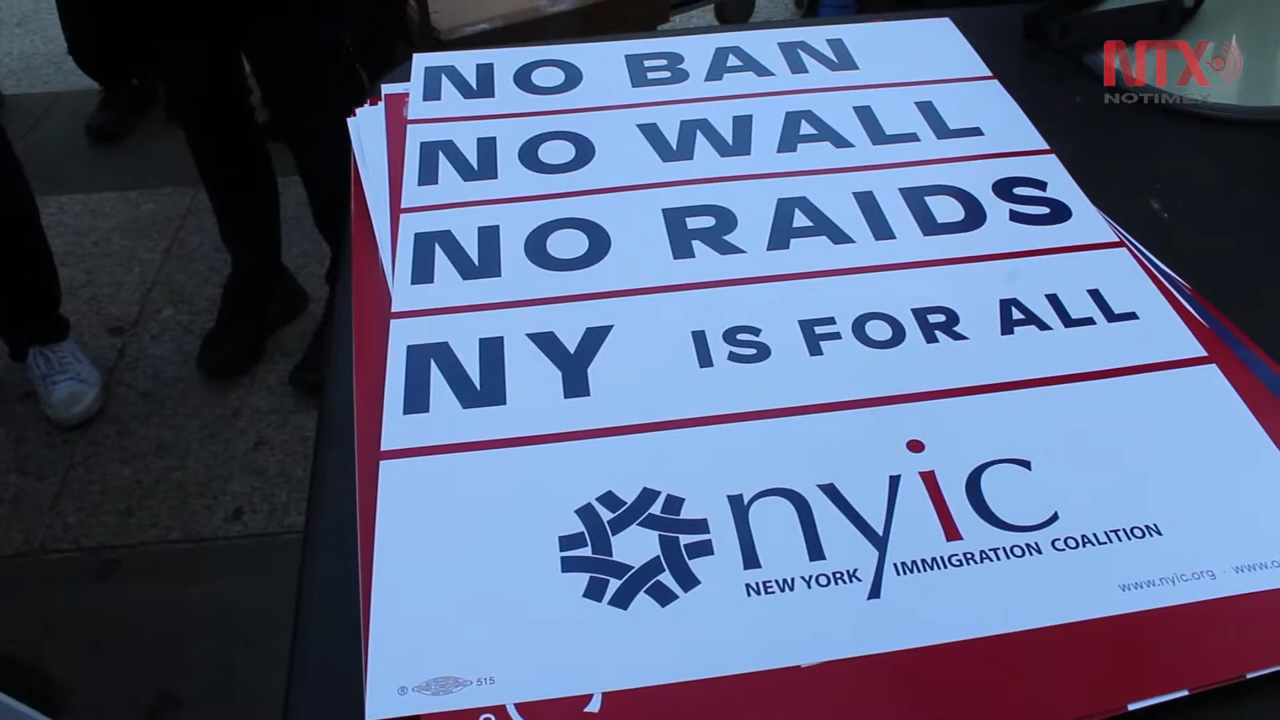 NO BAN
NO WALL
NO RAIDS
NY IS FOR ALL
nyic
NEW YORK IMMIGRATION COALITION
www.nyic.org ·
® 515
NTX